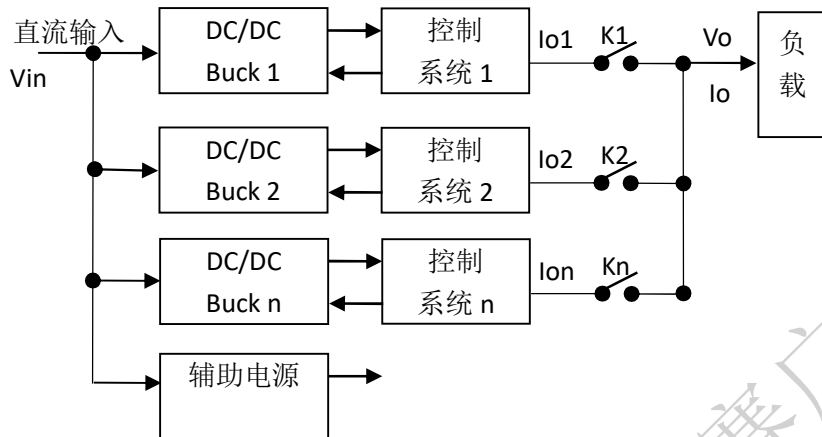 直流输入
Vin
DC/DC
Buck 1
控制
系统 1
Io1
K1
Vo
Io
负
载
DC/DC
Buck 2
控制
系统 2
Io2
K2
DC/DC
Buck n
控制
系统 n
Ion
Kn
辅助电源
赛